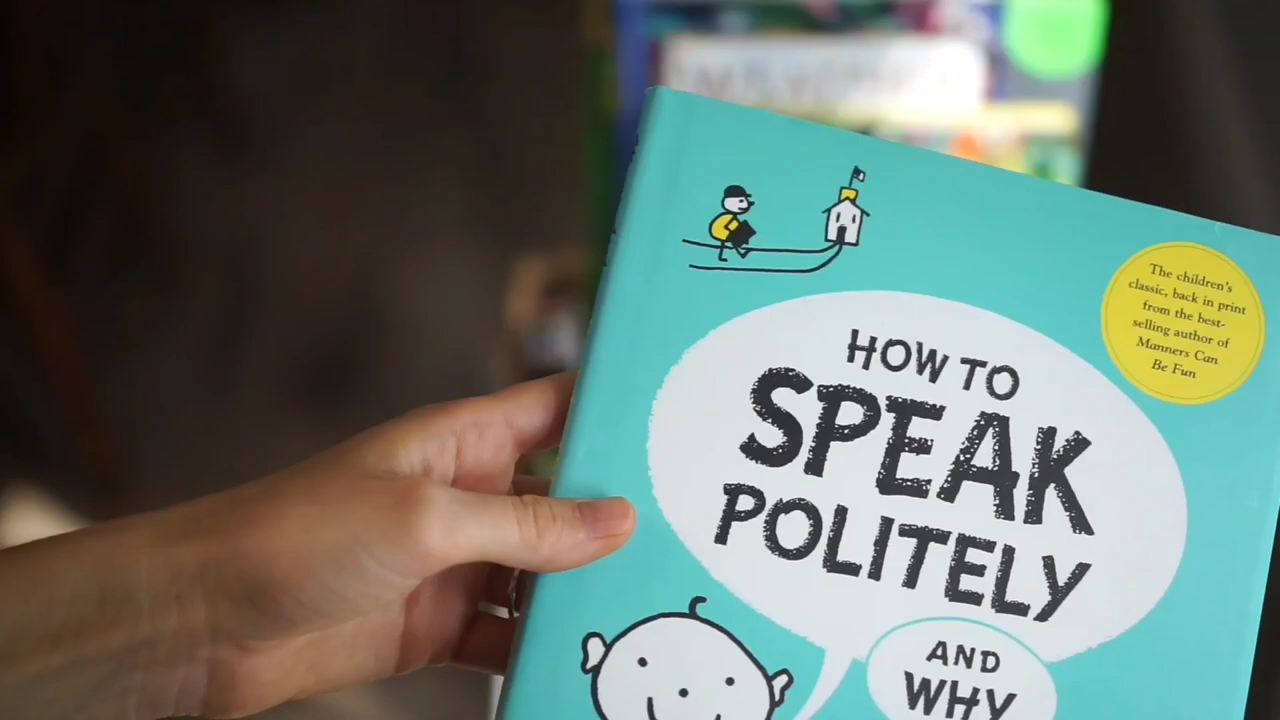 The children's
classic, back in print
from the best-
selling author of
Manners Can
Be Fun
HOW TO
SPEAK
POLITELY
AND
WHY